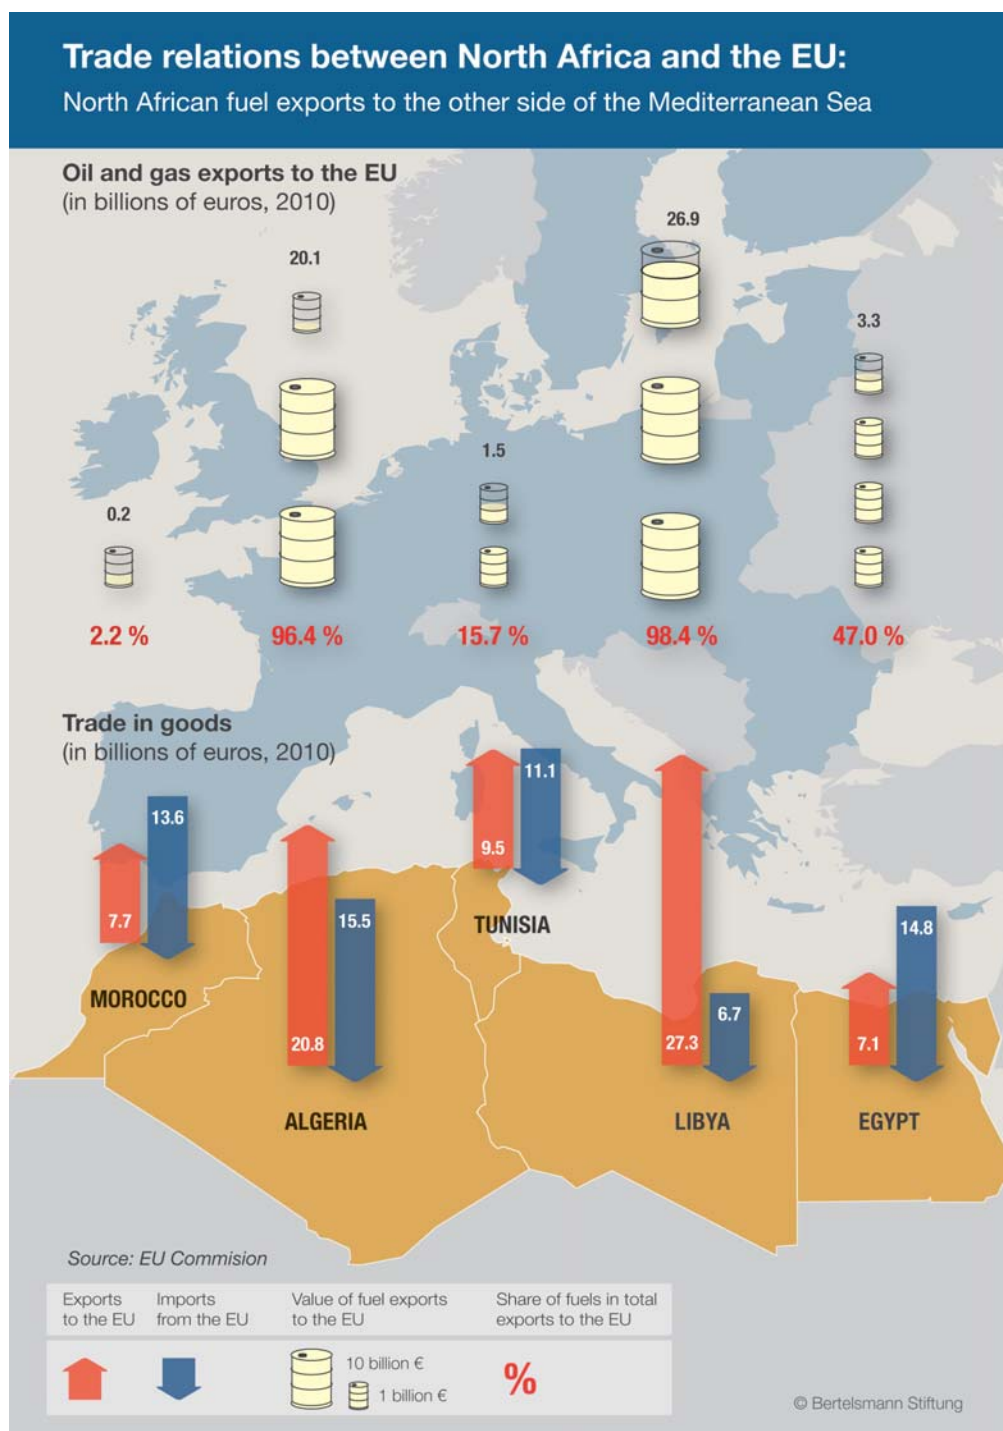 Trade relations between North Africa and the EU:
North African fuel exports to the other side of the Mediterranean Sea
Oil and gas exports to the EU
(in billions of euros, 2010)
26.9
20.1
3.3
1.5
0.2
2.2 %
96.4 %
15.7 %
98.4 %
47.0 %
Trade in goods
(in billions of euros, 2010)
13.6
7.7
MOROCCO
15.5
20.8
ALGERIA
11.1
9.5
TUNISIA
6.7
27.3
LIBYA
14.8
7.1
EGYPT
Source: EU Commision
Exports
to the EU
Imports
from the EU
Value of fuel exports
to the EU
Share of fuels in total
exports to the EU
10 billion €
1 billion €
%
© Bertelsmann Stiftung